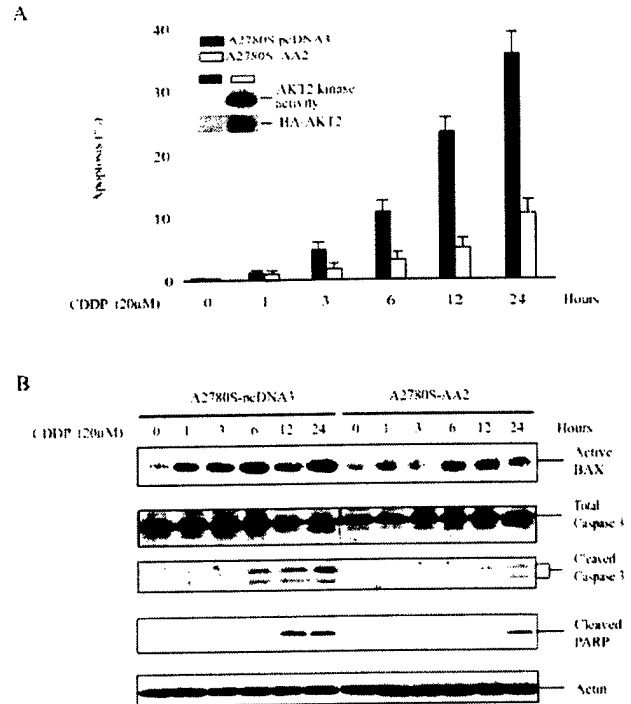 A
40
A2780S-pcDNA3
A2780S-AA2
30
AKT2 kinase
activity
HA-AKT2
20
Apoptosis (%)
10
0
CDDP (20uM) 0 1 3 6 12 24 Hours
B
A2780S-pcDNA3 A2780S-AA2
CDDP (20uM) 0 1 3 6 12 24 0 1 3 6 12 24 Hours
Active
BAX
Total
Caspase 3
Cleaved
Caspase 3
Cleaved
PARP
Actin